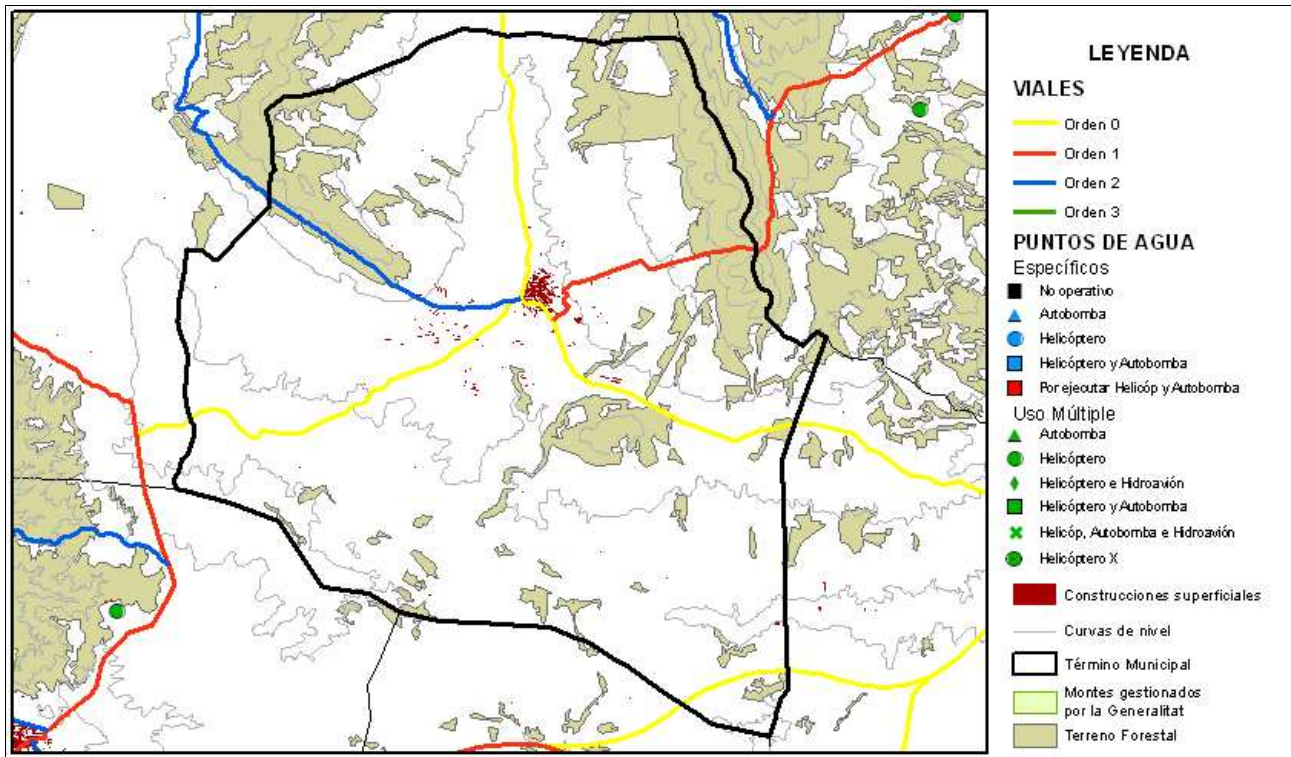 LEYENDA
VIALES
Orden 0
Orden 1
Orden 2
Orden 3
PUNTOS DE AGUA
Específicos
No operativo
Autobomba
Helicóptero
Helicóptero y Autobomba
Por ejecutar Helicóp y Autobomba
Uso Múltiple
Autobomba
Helicóptero
Helicóptero e Hidroavión
Helicóptero y Autobomba
Helicóp, Autobomba e Hidroavión
Helicóptero X
Construcciones superficiales
Curvas de nivel
Término Municipal
Montes gestionados
por la Generalitat
Terreno Forestal